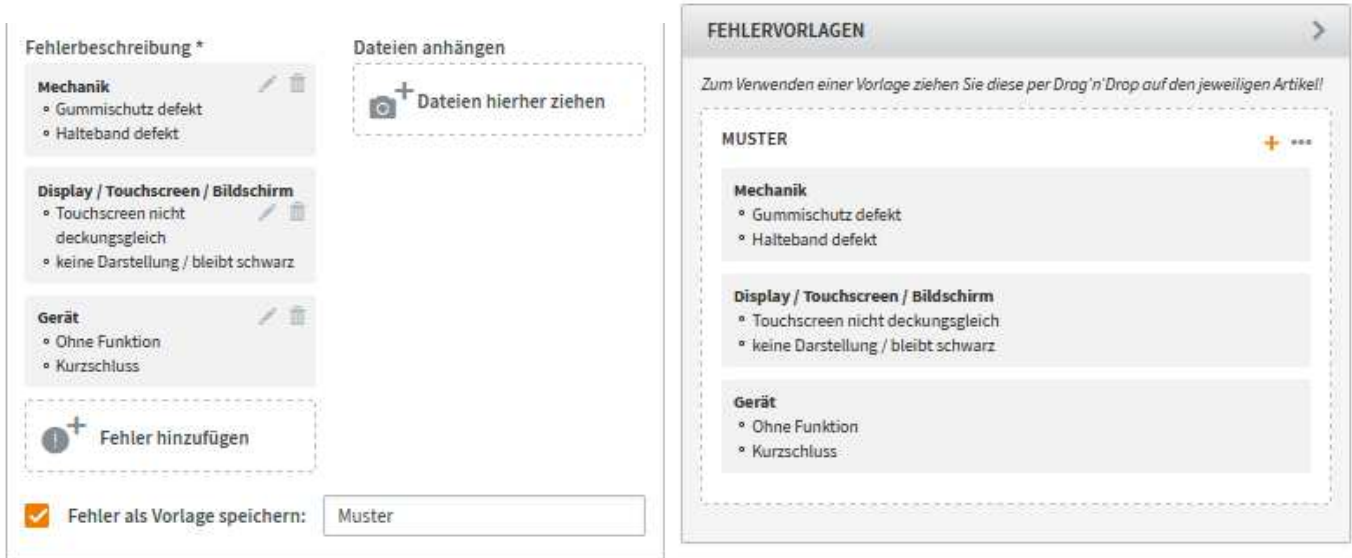 Fehlerbeschreibung *
Mechanik
Gummischutz defekt
Halteband defekt
Display / Touchscreen / Bildschirm
Touchscreen nicht
deckungsgleich
keine Darstellung / bleibt schwarz
Gerät
Ohne Funktion
Kurzschluss
Fehler hinzufügen
Fehler als Vorlage speichern:
Muster
Dateien anhängen
Dateien hierher ziehen
FEHLERVORLAGEN
Zum Verwenden einer Vorlage ziehen Sie diese per Drag'n'Drop auf den jeweiligen Artikel!
MUSTER
Mechanik
Gummischutz defekt
Halteband defekt
Display / Touchscreen / Bildschirm
Touchscreen nicht deckungsgleich
keine Darstellung / bleibt schwarz
Gerät
Ohne Funktion
Kurzschluss